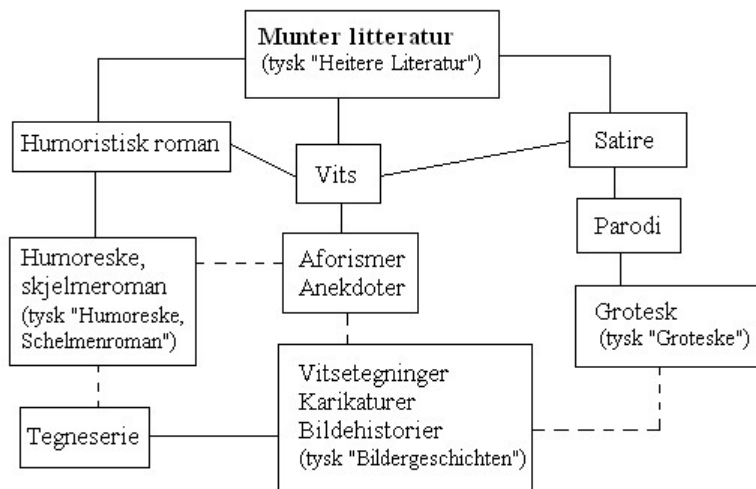 Munter litteratur
(tysk "Heitere Literatur")
Humoristisk roman
Vits
Satire
Parodi
Humoreske,
skjelmeroman
(tysk "Humoreske,
Schelmenroman")
Aforismer
Anekdoter
Grotesk
(tysk "Groteske")
Vitsetegninger
Karikaturer
Bildehistorier
(tysk "Bildergeschichten")
Tegneserie